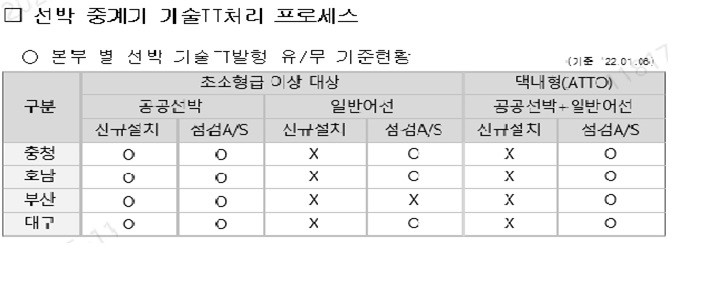 □ 선박 중계기 기술TT처리 프로세스
○ 본부 별 선박 기술TT발행 유/무 기준현황
(기준 '22.01.06)
구분 초소형급 이상 대상 댁내형(ATTO)
공공선박 일반어선 공공선박+일반어선
신규설치 점검A/S 신규설치 점검A/S 신규설치 점검A/S
충청 O O X O X O
호남 O O X O X O
부산 O O X X X O
대구 O O X O X O